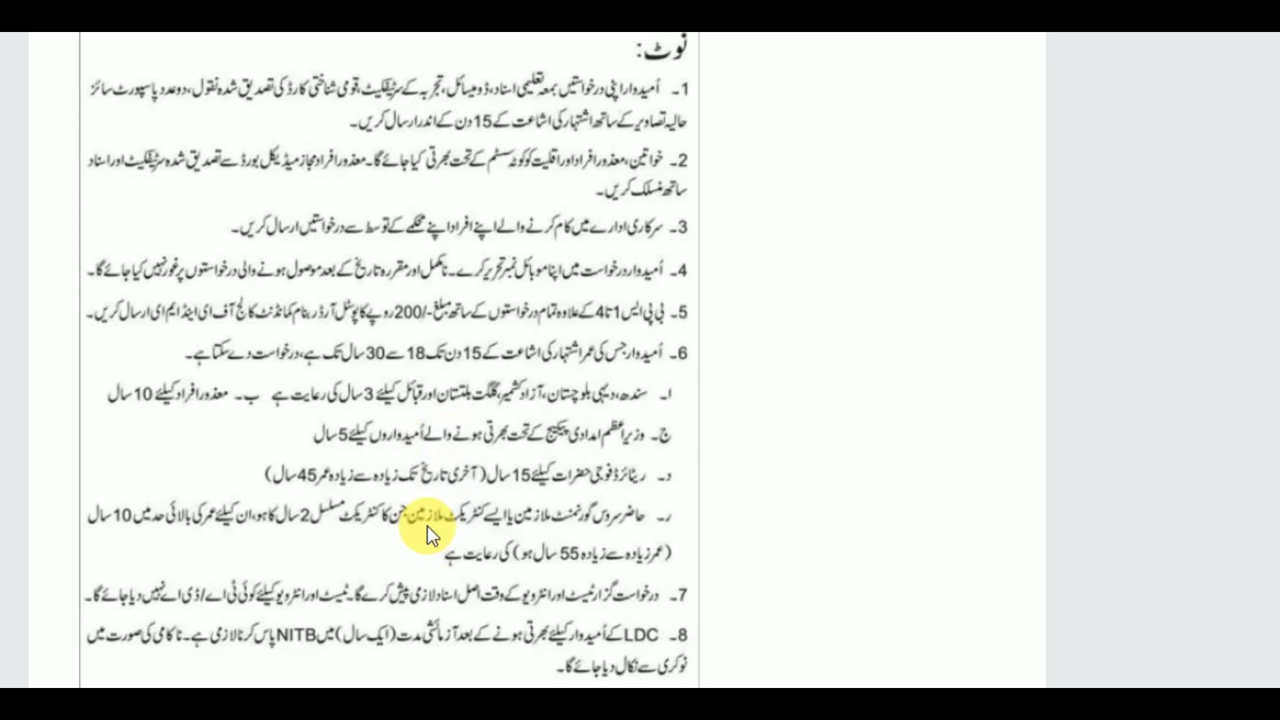 نوٹ:
1۔ اُمیدوار اپنی درخواستیں بمعہ تعلیمی اسناد، ڈومیسائل، تجربہ کے سرٹیفکیٹ، قومی شناختی کارڈ کی تصدیق شدہ نقول، دو عدد پاسپورٹ سائز
حالیہ تصاویر کے ساتھ اشتہار کی اشاعت کے 15 دن کے اندر ارسال کریں۔
2۔ خواتین، معذور افراد اور اقلیت کو کوٹہ سسٹم کے تحت بھرتی کیا جائے گا۔ معذور افراد مجاز میڈیکل بورڈ سے تصدیق شدہ سرٹیفکیٹ اور اسناد
ساتھ منسلک کریں۔
3۔ سرکاری ادارے میں کام کرنے والے اپنے افراد اپنے محکمے کے توسط سے درخواستیں ارسال کریں۔
4۔ اُمیدوار درخواست میں اپنا موبائل نمبر تحریر کرے۔ نامکمل اور مقررہ تاریخ کے بعد موصول ہونے والی درخواستوں پر غور نہیں کیا جائے گا۔
5۔ بی پی ایس 1 تا 4 کے علاوہ تمام درخواستوں کے ساتھ مبلغ -/200 روپے کا پوسٹل آرڈر بنام کمانڈنٹ کالج آف ای اینڈ ایم ای ارسال کریں۔
6۔ اُمیدوار جس کی عمر اشتہار کی اشاعت کے 15 دن تک 18 سے 30 سال تک ہے، درخواست دے سکتا ہے۔
ا۔ سندھ، دیہی بلوچستان، آزاد کشمیر، گلگت بلتستان اور قبائل کیلئے 3 سال کی رعایت ہے ب۔ معذور افراد کیلئے 10 سال
ج۔ وزیراعظم امدادی پیکیج کے تحت بھرتی ہونے والے اُمیدواروں کیلئے 5 سال
د۔ ریٹائرڈ فوجی حضرات کیلئے 15 سال (آخری تاریخ تک زیادہ سے زیادہ عمر 45 سال)
ر۔ حاضر سروس گورنمنٹ ملازمین یا ایسے کنٹریکٹ ملازمین جن کا کنٹریکٹ مسلسل 2 سال کا ہو، ان کیلئے عمر کی بالائی حد میں 10 سال
(عمر زیادہ سے زیادہ 55 سال ہو) کی رعایت ہے
7۔ درخواست گزار ٹیسٹ اور انٹرویو کے وقت اصل اسناد لازمی پیش کرے گا۔ ٹیسٹ اور انٹرویو کیلئے کوئی ٹی اے/ڈی اے نہیں دیا جائے گا۔
8۔ LDC کے اُمیدوار کیلئے بھرتی ہونے کے بعد آزمائشی مدت (ایک سال) میں NITB پاس کرنا لازمی ہے۔ ناکامی کی صورت میں
نوکری سے نکال دیا جائے گا۔